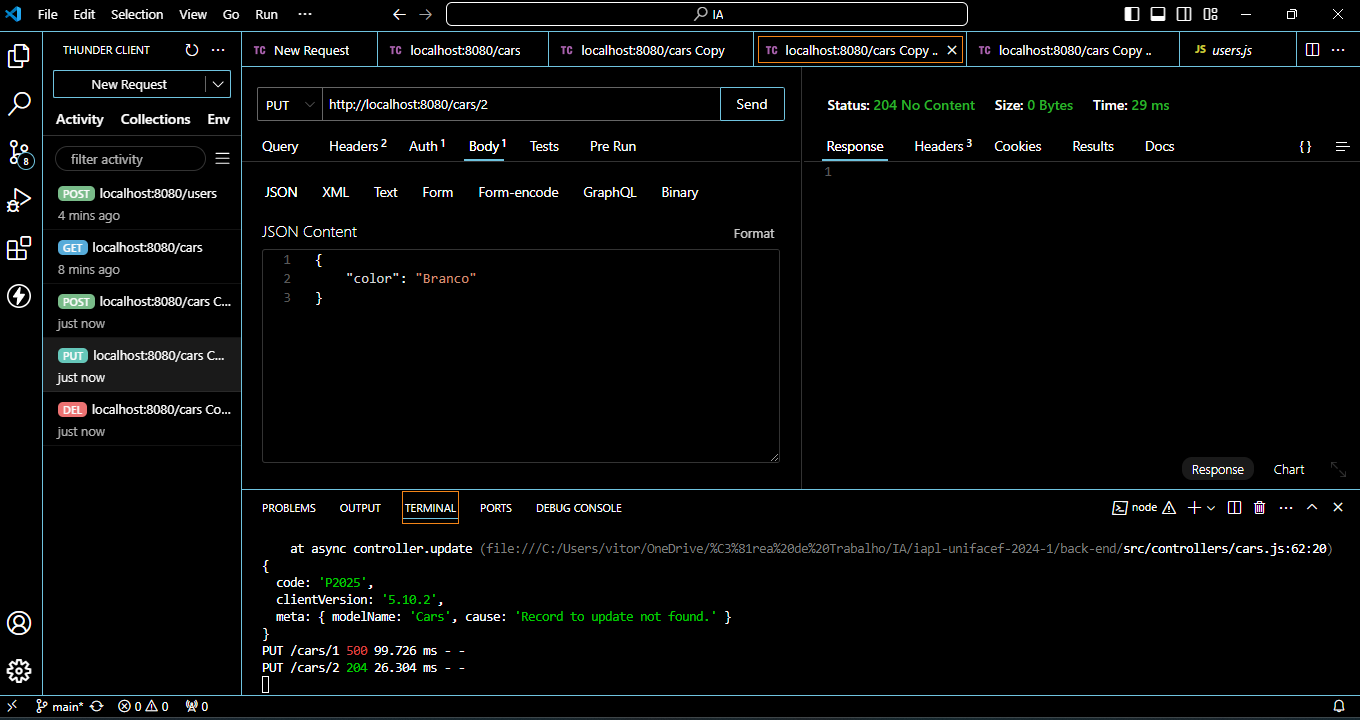 File Edit Selection View Go Run ··· IA
THUNDER CLIENT ···
New Request
Activity Collections Env
filter activity
POST localhost:8080/users
4 mins ago
GET localhost:8080/cars
8 mins ago
POST localhost:8080/cars C...
just now
PUT localhost:8080/cars C...
just now
DEL localhost:8080/cars Co...
just now
TC New Request TC localhost:8080/cars TC localhost:8080/cars Copy TC localhost:8080/cars Copy .. TC localhost:8080/cars Copy .. JS users.js ···
PUT http://localhost:8080/cars/2 Send
Query Headers 2 Auth 1 Body 1 Tests Pre Run
JSON XML Text Form Form-encode GraphQL Binary
JSON Content Format
1 {
2 "color": "Branco"
3 }
Status: 204 No Content Size: 0 Bytes Time: 29 ms
Response Headers 3 Cookies Results Docs { }
1
Response Chart
PROBLEMS OUTPUT TERMINAL PORTS DEBUG CONSOLE node ···
at async controller.update (file:///C:/Users/vitor/OneDrive/%C3%81rea%20de%20Trabalho/IA/iapl-unifacef-2024-1/back-end/src/controllers/cars.js:62:20)
{
code: 'P2025',
clientVersion: '5.10.2',
meta: { modelName: 'Cars', cause: 'Record to update not found.' }
}
PUT /cars/1 500 99.726 ms - -
PUT /cars/2 204 26.304 ms - -
8
main* 0 0 0